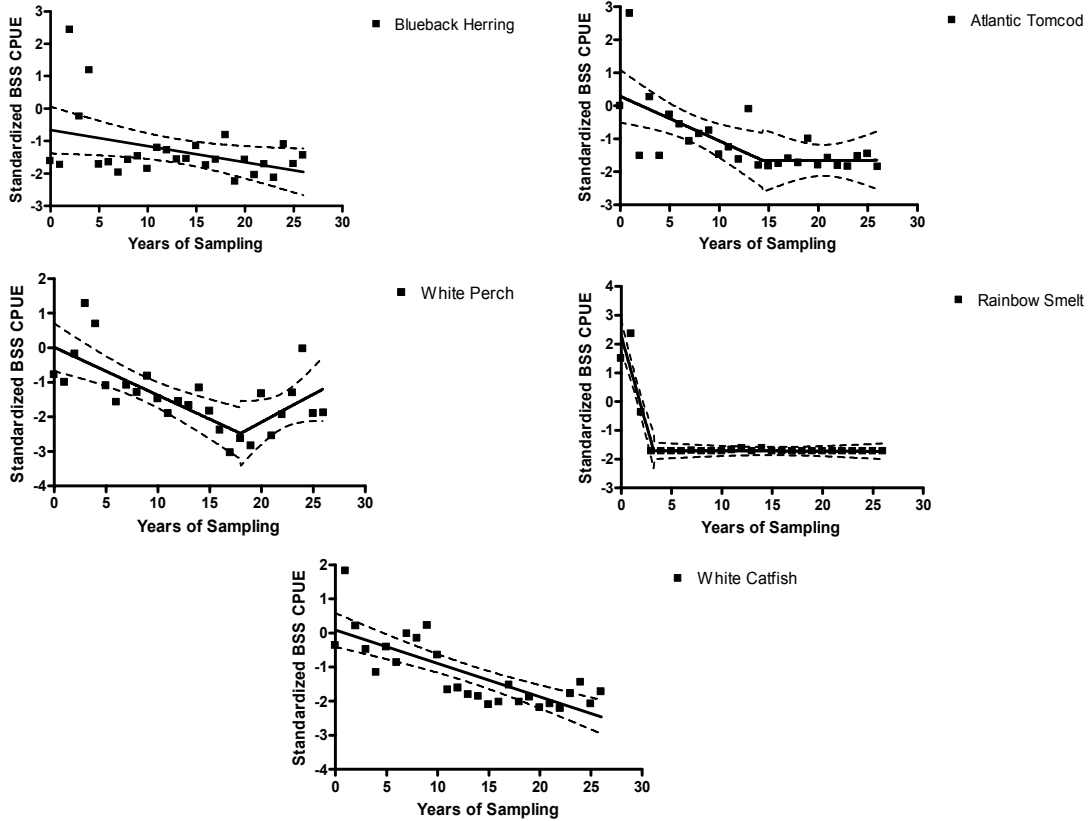 Blueback Herring
Standardized BSS CPUE
3
2
1
0
-1
-2
-3
0 5 10 15 20 25 30
Years of Sampling
Atlantic Tomcod
Standardized BSS CPUE
3
2
1
0
-1
-2
-3
0 5 10 15 20 25 30
Years of Sampling
White Perch
Standardized BSS CPUE
2
1
0
-1
-2
-3
-4
0 5 10 15 20 25 30
Years of Sampling
Rainbow Smelt
Standardized BSS CPUE
4
3
2
1
0
-1
-2
-3
0 5 10 15 20 25 30
Years of Sampling
White Catfish
Standardized BSS CPUE
2
1
0
-1
-2
-3
-4
0 5 10 15 20 25 30
Years of Sampling